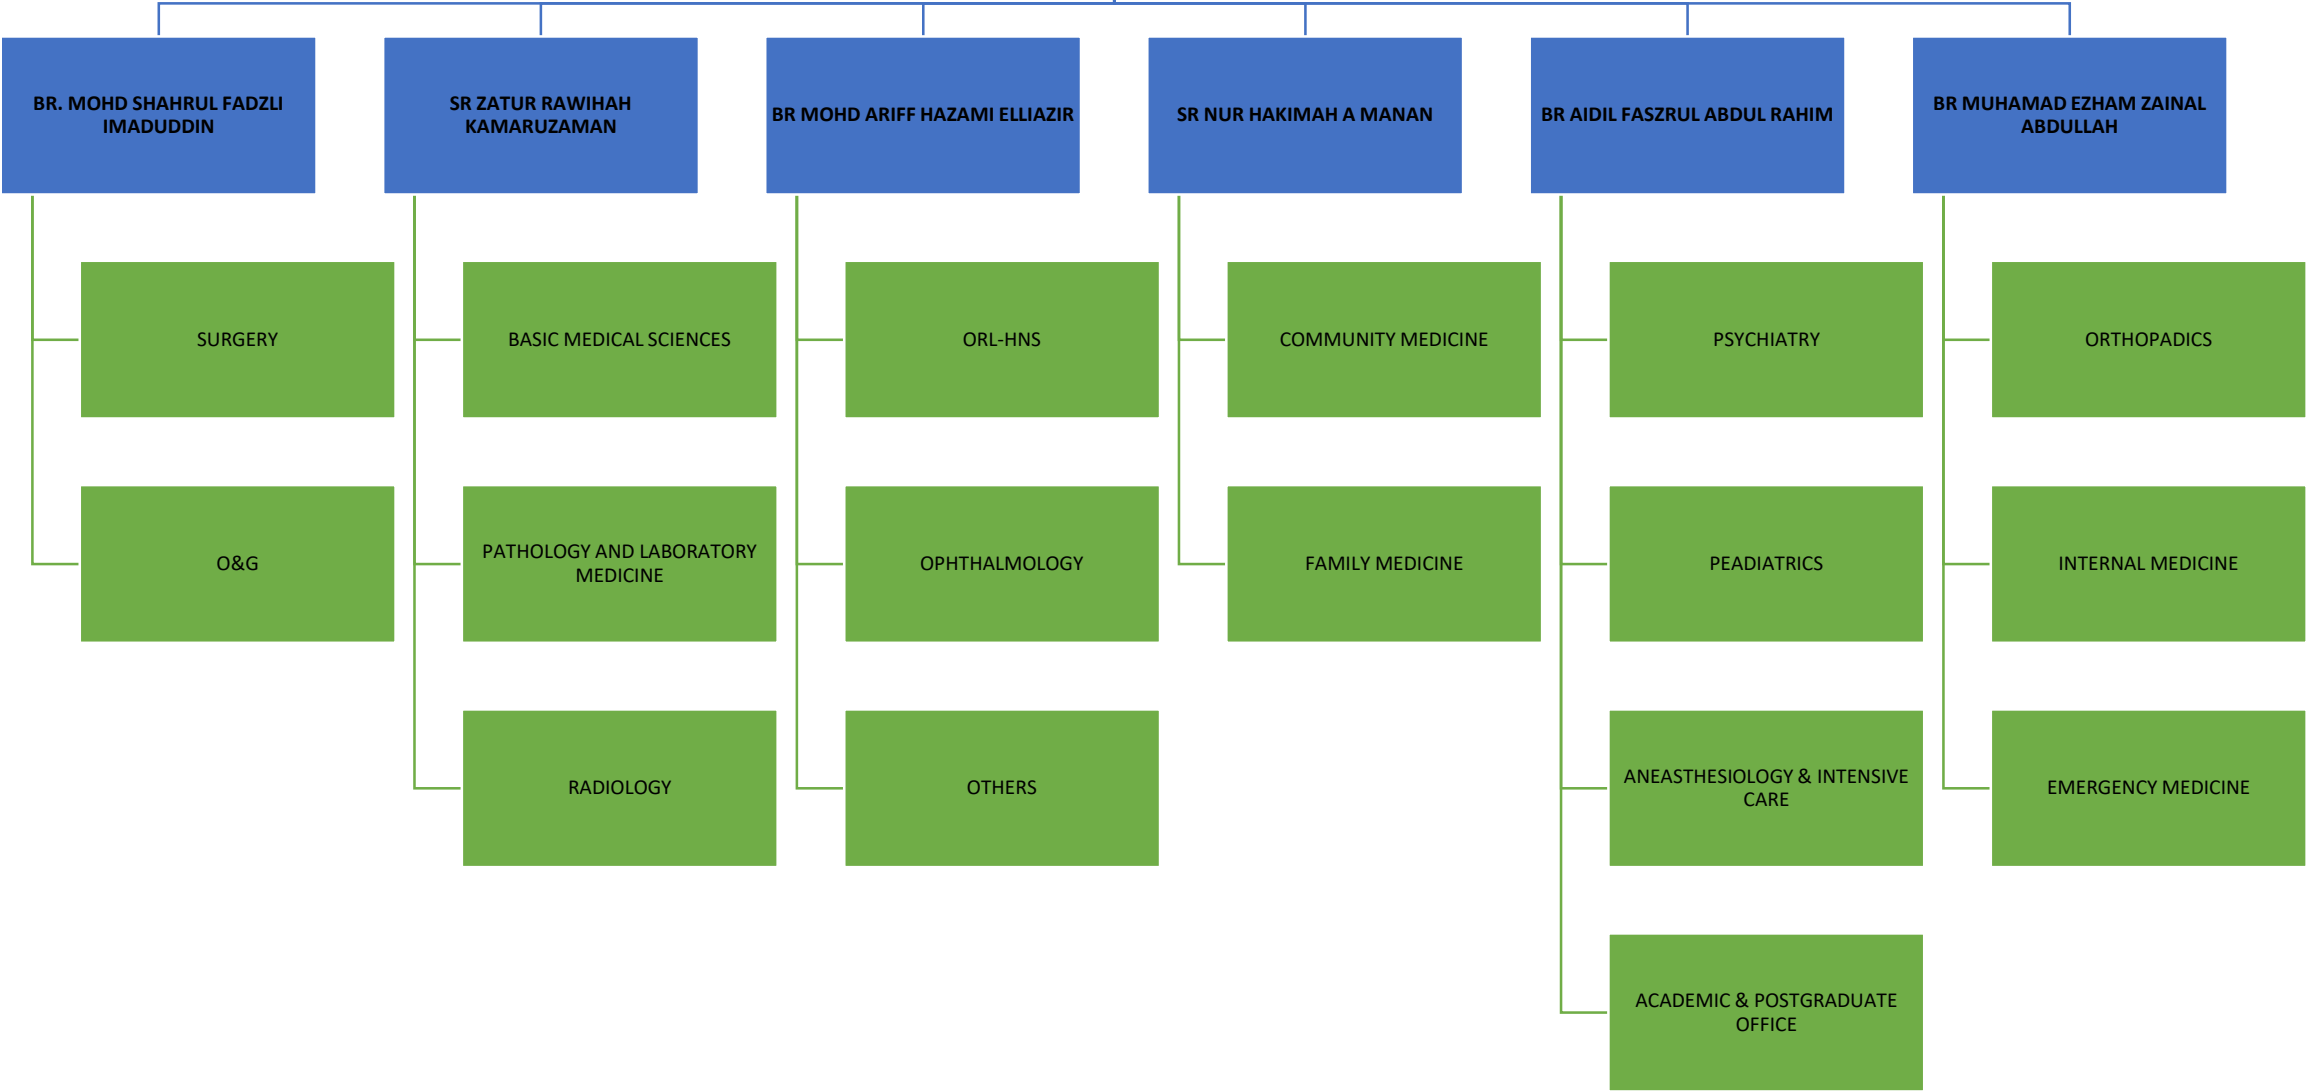 BR. MOHD SHAHRUL FADZLI
IMADUDDIN
SR ZATUR RAWIHAH
KAMARUZAMAN
BR MOHD ARIFF HAZAMI ELLIAZIR
SR NUR HAKIMAH A MANAN
BR AIDIL FASZRUL ABDUL RAHIM
BR MUHAMAD EZHAM ZAINAL
ABDULLAH
SURGERY
BASIC MEDICAL SCIENCES
ORL-HNS
COMMUNITY MEDICINE
PSYCHIATRY
ORTHOPADICS
O&G
PATHOLOGY AND LABORATORY
MEDICINE
OPHTHALMOLOGY
FAMILY MEDICINE
PEADIATRICS
INTERNAL MEDICINE
RADIOLOGY
OTHERS
ANEASTHESIOLOGY & INTENSIVE
CARE
EMERGENCY MEDICINE
ACADEMIC & POSTGRADUATE
OFFICE